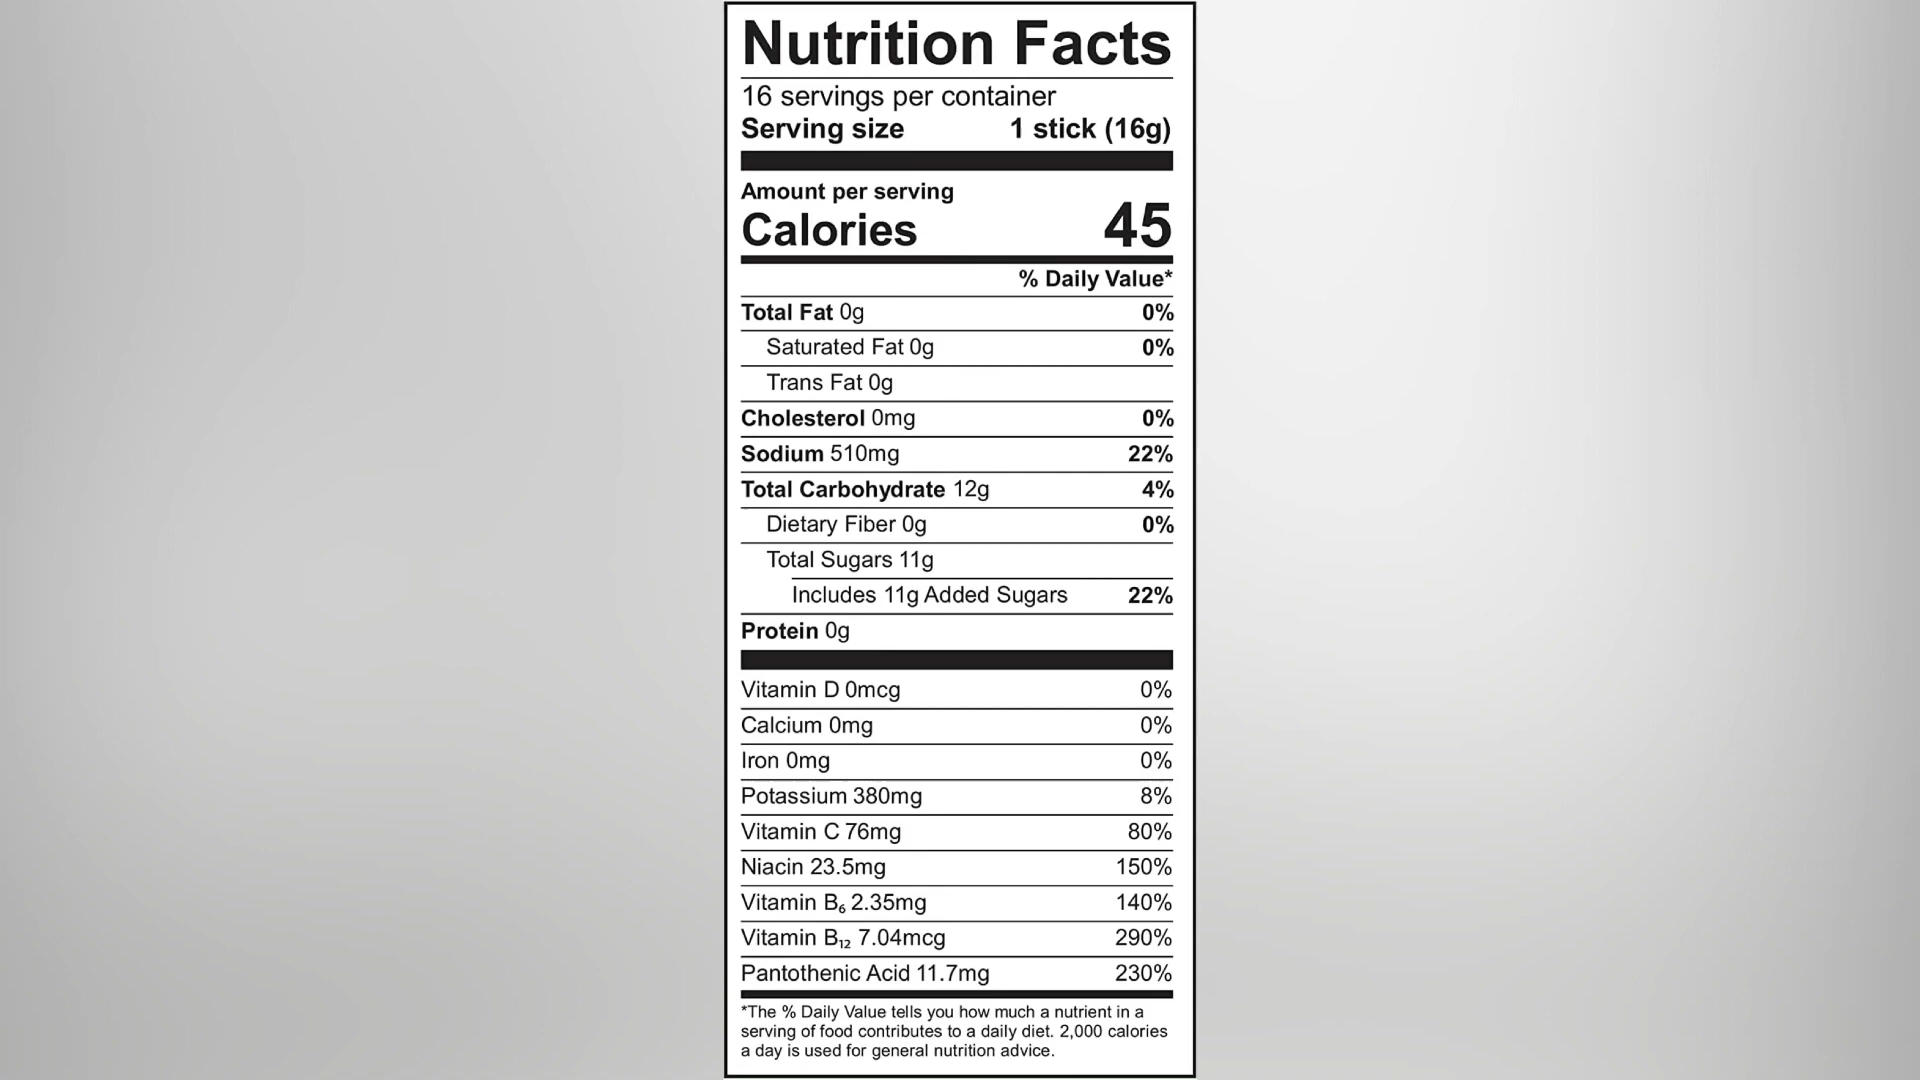 Nutrition Facts
16 servings per container
Serving size 1 stick (16g)
Amount per serving
Calories 45
% Daily Value*
Total Fat 0g 0%
Saturated Fat 0g 0%
Trans Fat 0g
Cholesterol 0mg 0%
Sodium 510mg 22%
Total Carbohydrate 12g 4%
Dietary Fiber 0g 0%
Total Sugars 11g
Includes 11g Added Sugars 22%
Protein 0g
Vitamin D 0mcg 0%
Calcium 0mg 0%
Iron 0mg 0%
Potassium 380mg 8%
Vitamin C 76mg 80%
Niacin 23.5mg 150%
Vitamin B₆ 2.35mg 140%
Vitamin B₁₂ 7.04mcg 290%
Pantothenic Acid 11.7mg 230%
*The % Daily Value tells you how much a nutrient in a
serving of food contributes to a daily diet. 2,000 calories
a day is used for general nutrition advice.